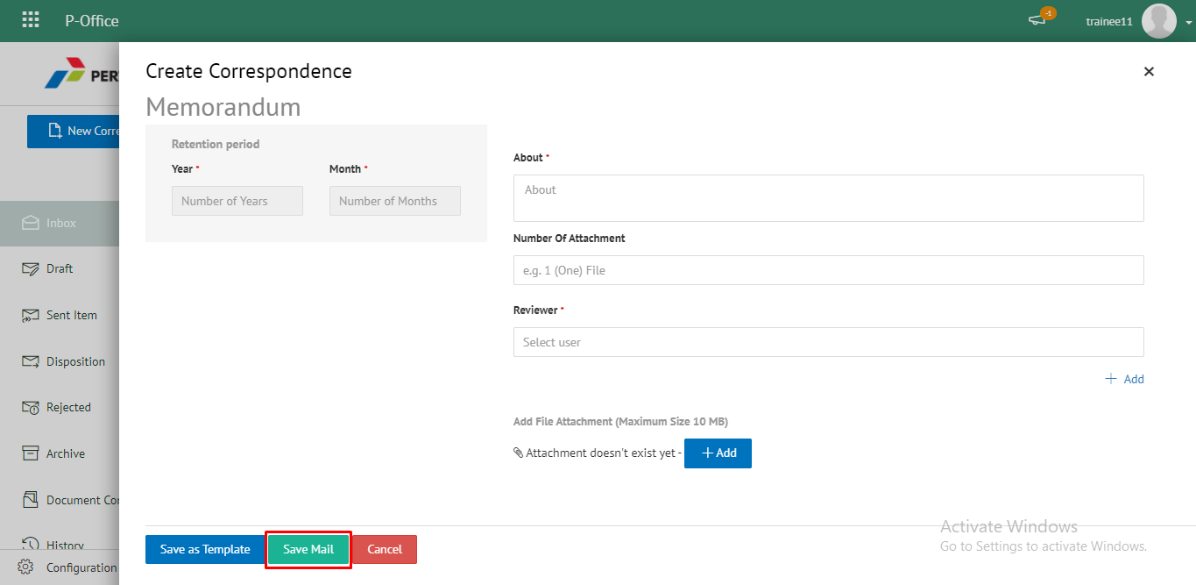 P-Office
-1
trainee11
PER
Create Correspondence
Memorandum
New Corre
Inbox
Draft
Sent Item
Disposition
Rejected
Archive
Document Cor
History
Configuration
Retention period
Year *
Month *
Number of Years
Number of Months
About *
About
Number Of Attachment
e.g. 1 (One) File
Reviewer *
Select user
+ Add
Add File Attachment (Maximum Size 10 MB)
Attachment doesn't exist yet - + Add
Save as Template
Save Mail
Cancel
Activate Windows
Go to Settings to activate Windows.